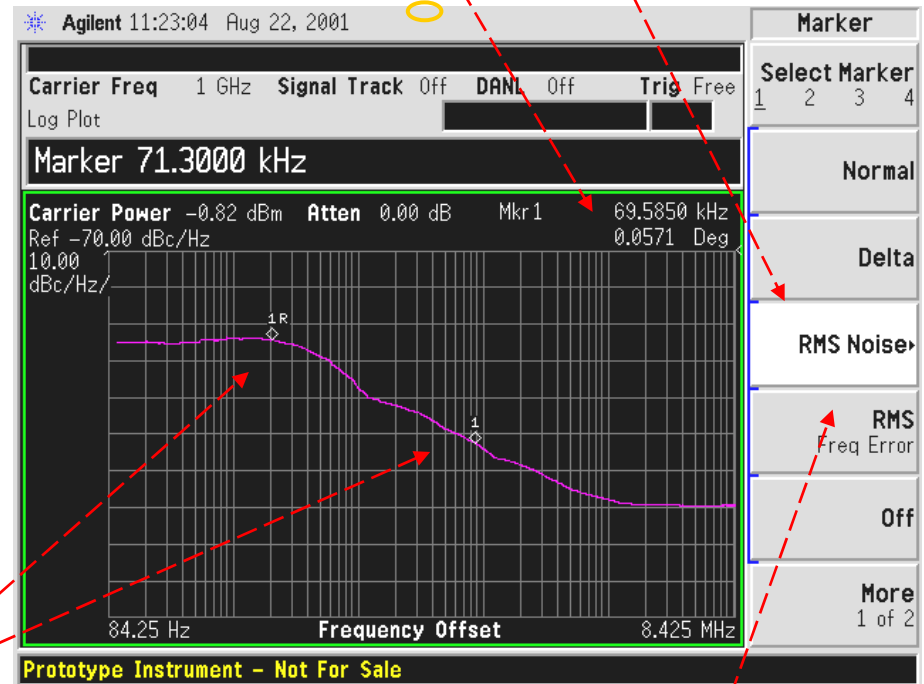 Agilent 11:23:04 Aug 22, 2001
Carrier Freq 1 GHz Signal Track Off DANL Off Trig Free
Log Plot
Marker 71.3000 kHz
Carrier Power -0.82 dBm Atten 0.00 dB Mkr1 69.5850 kHz
Ref -70.00 dBc/Hz 0.0571 Deg
10.00
dBc/Hz/
1R
1
84.25 Hz Frequency Offset 8.425 MHz
Prototype Instrument - Not For Sale
Marker
Select Marker
1 2 3 4
Normal
Delta
RMS Noise
RMS
Freq Error
Off
More
1 of 2